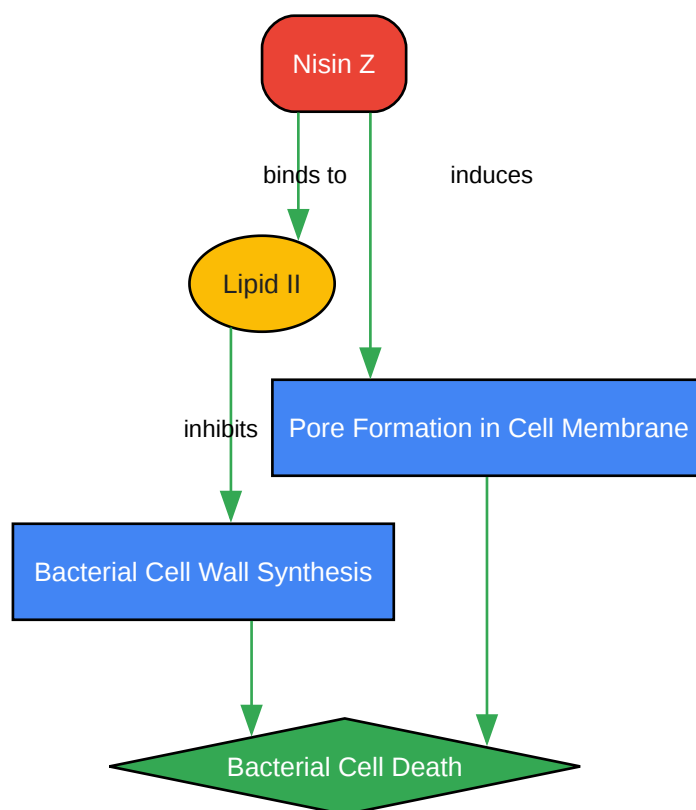 Nisin Z
binds to
induces
Lipid II
inhibits
Pore Formation in Cell Membrane
Bacterial Cell Wall Synthesis
Bacterial Cell Death